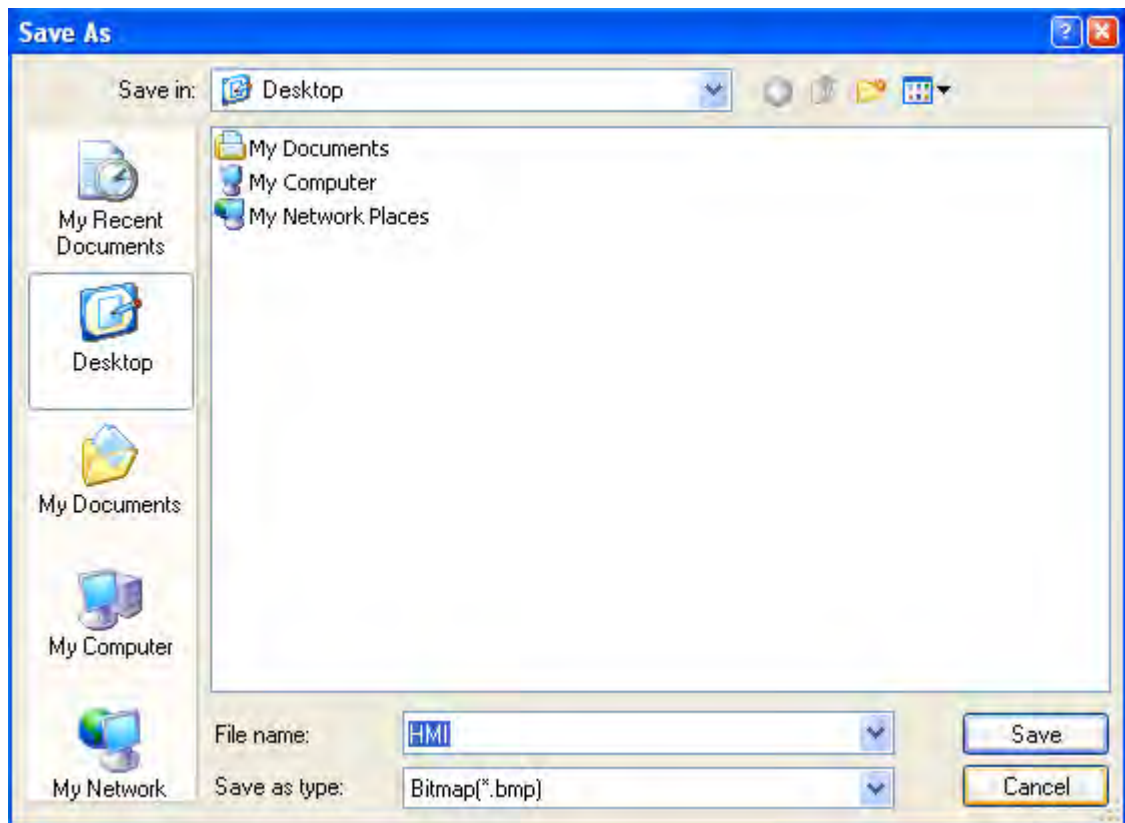 Save As
?
Save in:
Desktop
My Documents
My Computer
My Network Places
My Recent
Documents
Desktop
My Documents
My Computer
My Network
File name:
HMI
Save
Save as type:
Bitmap(*.bmp)
Cancel